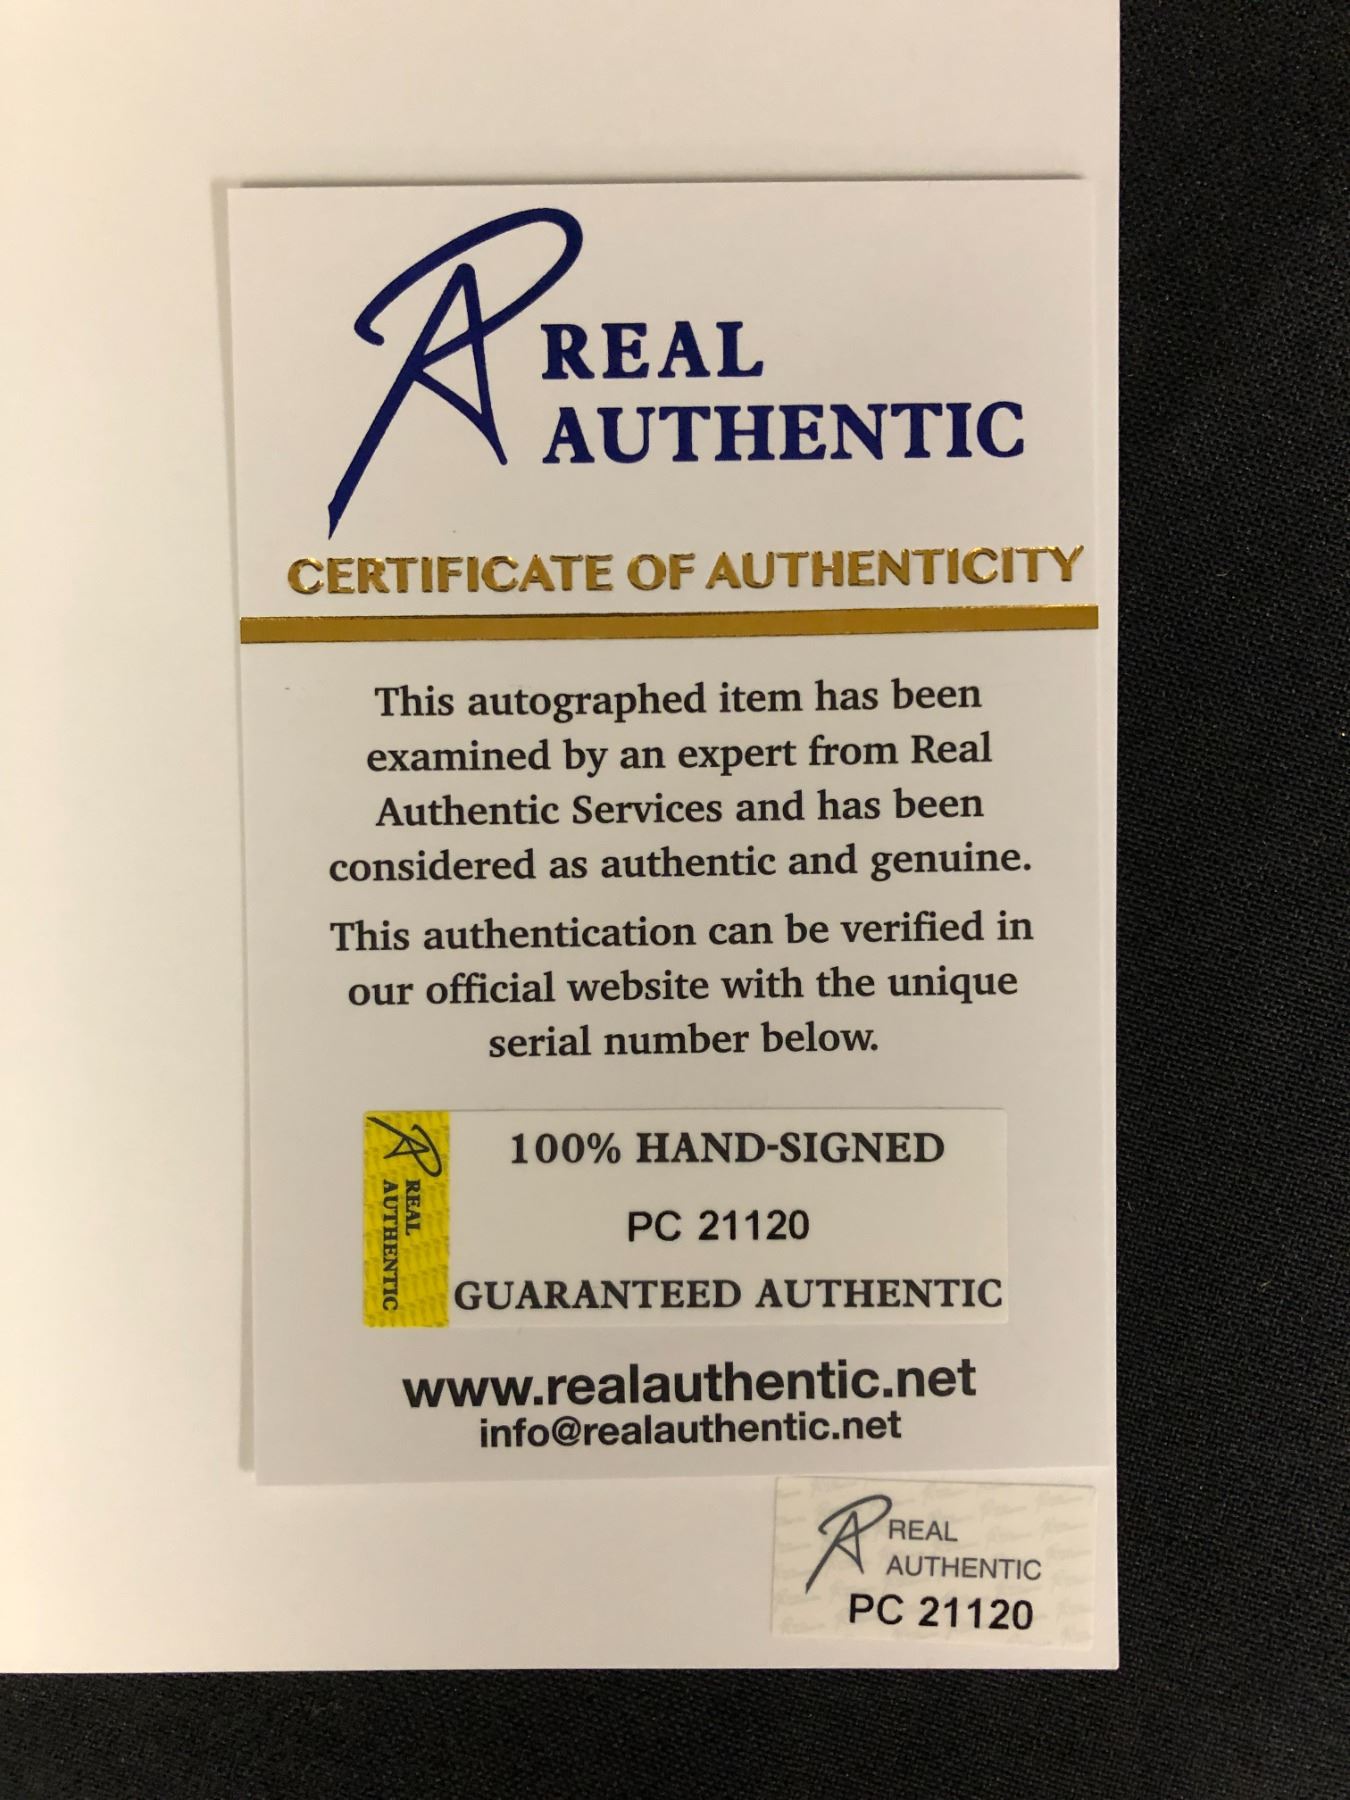 REAL
AUTHENTIC
CERTIFICATE OF AUTHENTICITY
This autographed item has been
examined by an expert from Real
Authentic Services and has been
considered as authentic and genuine.
This authentication can be verified in
our official website with the unique
serial number below.
REAL
AUTHENTIC
100% HAND-SIGNED
PC 21120
GUARANTEED AUTHENTIC
www.realauthentic.net
info@realauthentic.net
REAL
AUTHENTIC
PC 21120